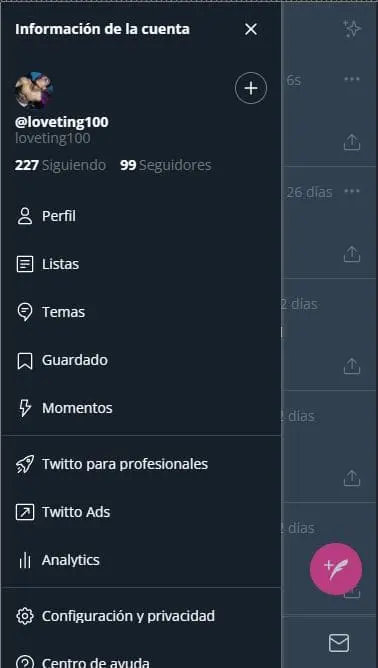 Información de la cuenta
6s
@loveting100
loveting100
227 Siguiendo 99 Seguidores
26 días
Perfil
Listas
Temas
2 días
Guardado
Momentos
2 días
Twitto para profesionales
Twitto Ads
2 días
Analytics
Configuración y privacidad
Centro de ayuda